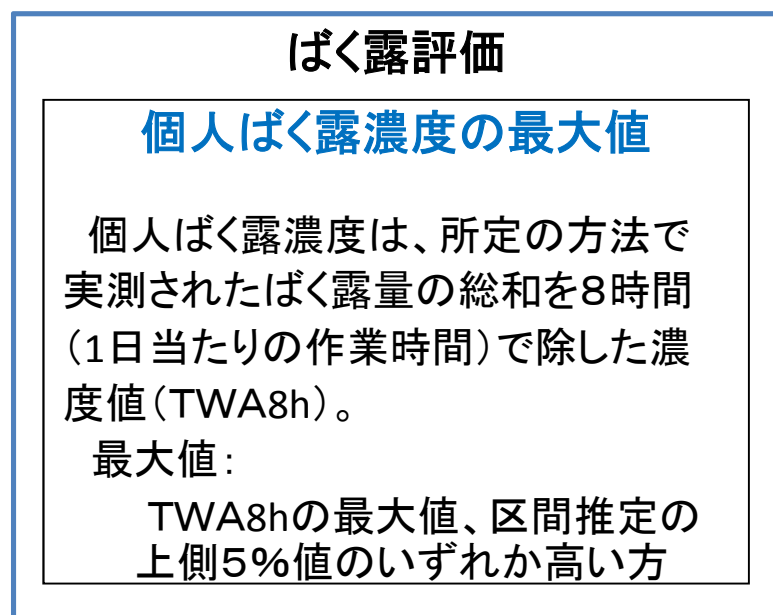 ばく露評価
個人ばく露濃度の最大値
個人ばく露濃度は、所定の方法で
実測されたばく露量の総和を８時間
（1日当たりの作業時間）で除した濃
度値（ＴＷＡ8h）。
最大値：
ＴＷＡ8hの最大値、区間推定の
上側５％値のいずれか高い方